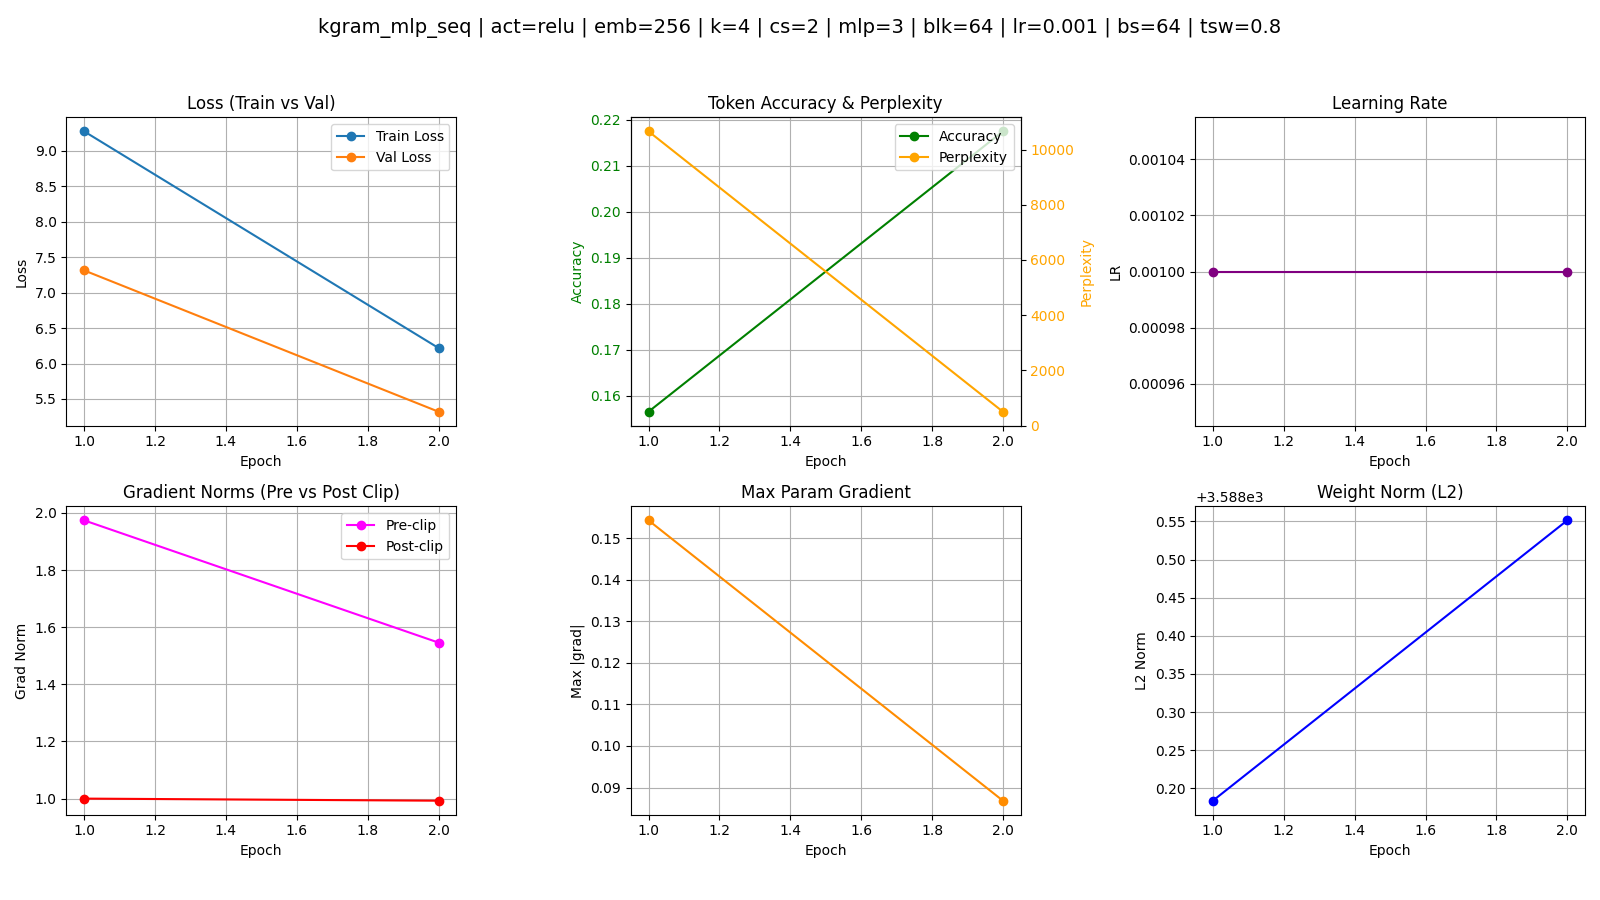 kgram_mlp_seq | act=relu | emb=256 | k=4 | cs=2 | mlp=3 | blk=64 | lr=0.001 | bs=64 | tsw=0.8
Loss (Train vs Val)
Train Loss
Val Loss
9.0
8.5
8.0
7.5
7.0
6.5
6.0
5.5
Loss
1.0 1.2 1.4 1.6 1.8 2.0
Epoch
Token Accuracy & Perplexity
Accuracy
Perplexity
0.22
0.21
0.20
0.19
0.18
0.17
0.16
Accuracy
10000
8000
6000
4000
2000
0
Perplexity
1.0 1.2 1.4 1.6 1.8 2.0
Epoch
Learning Rate
0.00104
0.00102
0.00100
0.00098
0.00096
LR
1.0 1.2 1.4 1.6 1.8 2.0
Epoch
Gradient Norms (Pre vs Post Clip)
Pre-clip
Post-clip
2.0
1.8
1.6
1.4
1.2
1.0
Grad Norm
1.0 1.2 1.4 1.6 1.8 2.0
Epoch
Max Param Gradient
0.15
0.14
0.13
0.12
0.11
0.10
0.09
Max |grad|
1.0 1.2 1.4 1.6 1.8 2.0
Epoch
Weight Norm (L2)
+3.588e3
0.55
0.50
0.45
0.40
0.35
0.30
0.25
0.20
L2 Norm
1.0 1.2 1.4 1.6 1.8 2.0
Epoch